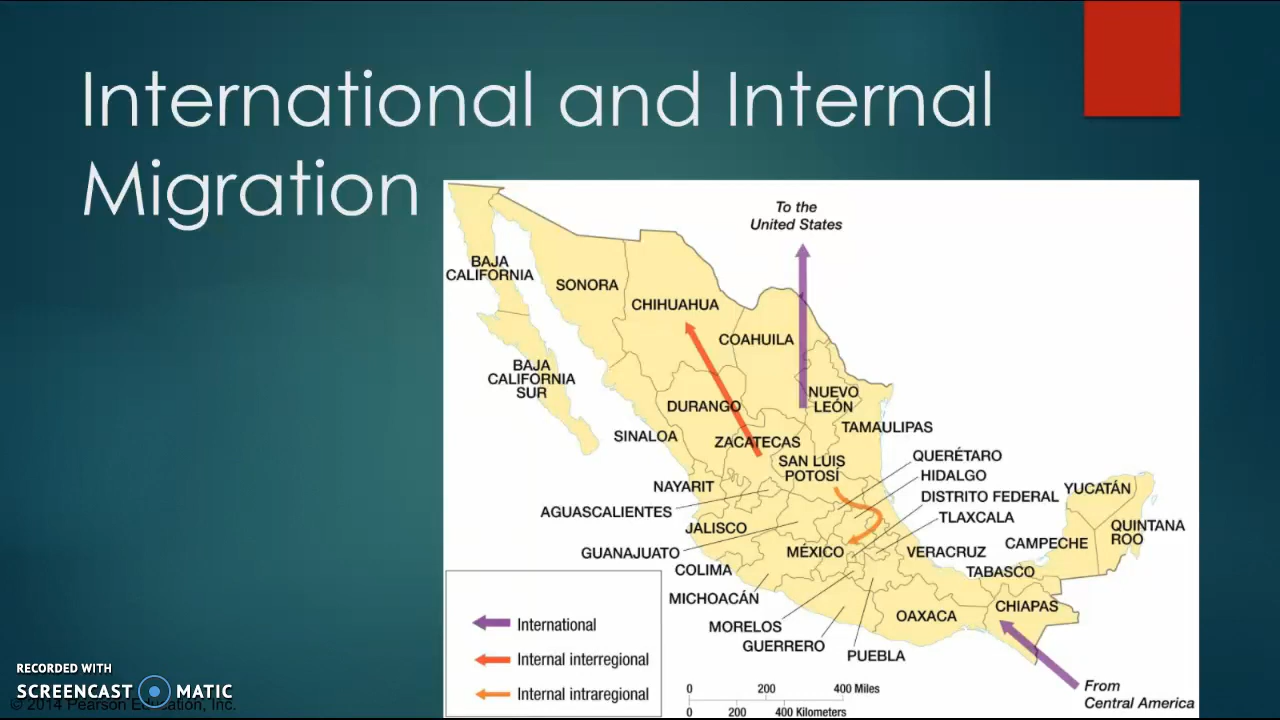 International and Internal
Migration
To the
United States
BAJA
CALIFORNIA
SONORA
CHIHUAHUA
COAHUILA
BAJA
CALIFORNIA
SUR
NUEVO
LEÓN
DURANGO
TAMAULIPAS
SINALOA
ZACATECAS
SAN LUIS
POTOSÍ
QUERÉTARO
HIDALGO
NAYARIT
DISTRITO FEDERAL
YUCATÁN
AGUASCALIENTES
TLAXCALA
JALISCO
QUINTANA
ROO
CAMPECHE
GUANAJUATO
MÉXICO
VERACRUZ
COLIMA
TABASCO
MICHOACÁN
CHIAPAS
OAXACA
MORELOS
GUERRERO
PUEBLA
International
Internal interregional
Internal intraregional
0 200 400 Miles
0 200 400 Kilometers
From
Central America
RECORDED WITH
SCREENCAST MATIC
© 2014 Pearson Education, Inc.